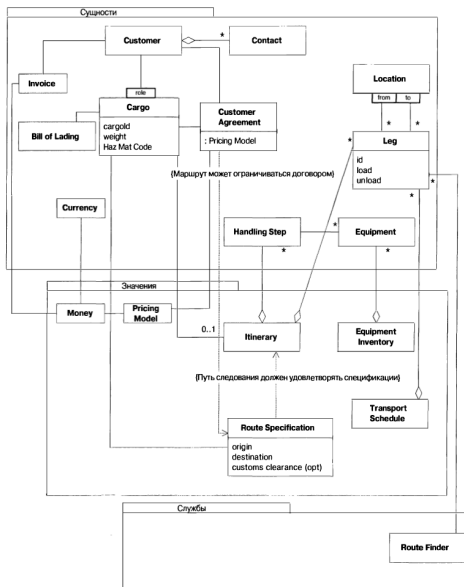 Сущности
Customer
*
Contact
Invoice
Location
role
from
to
Cargo
cargoId
weight
Haz Mat Code
Customer
Agreement
: Pricing Model
Bill of Lading
*
*
*
Leg
id
load
unload
*
*
{Маршрут может ограничиваться договором}
Currency
Handling Step
*
Equipment
*
*
Значения
Money
Pricing
Model
0..1
Itinerary
Equipment
Inventory
{Путь следования должен удовлетворять спецификации}
Transport
Schedule
Route Specification
origin
destination
customs clearance (opt)
Службы
Route Finder